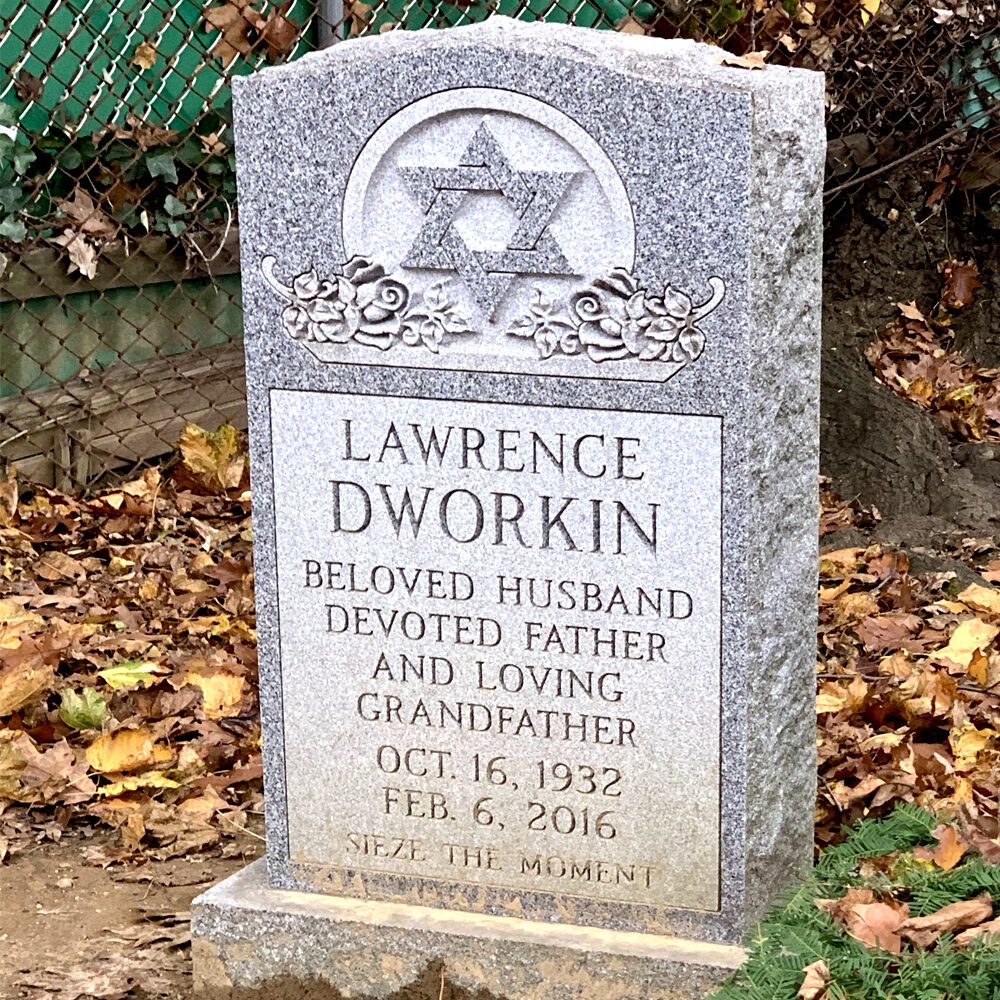 LAWRENCE
DWORKIN
BELOVED HUSBAND
DEVOTED FATHER
AND LOVING
GRANDFATHER
OCT. 16, 1932
FEB. 6, 2016
SIEZE THE MOMENT